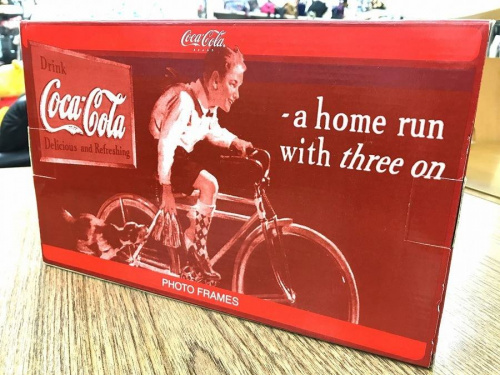 Coca-Cola
Drink
Coca-Cola
Delicious and Refreshing
- a home run
with three on
PHOTO FRAMES